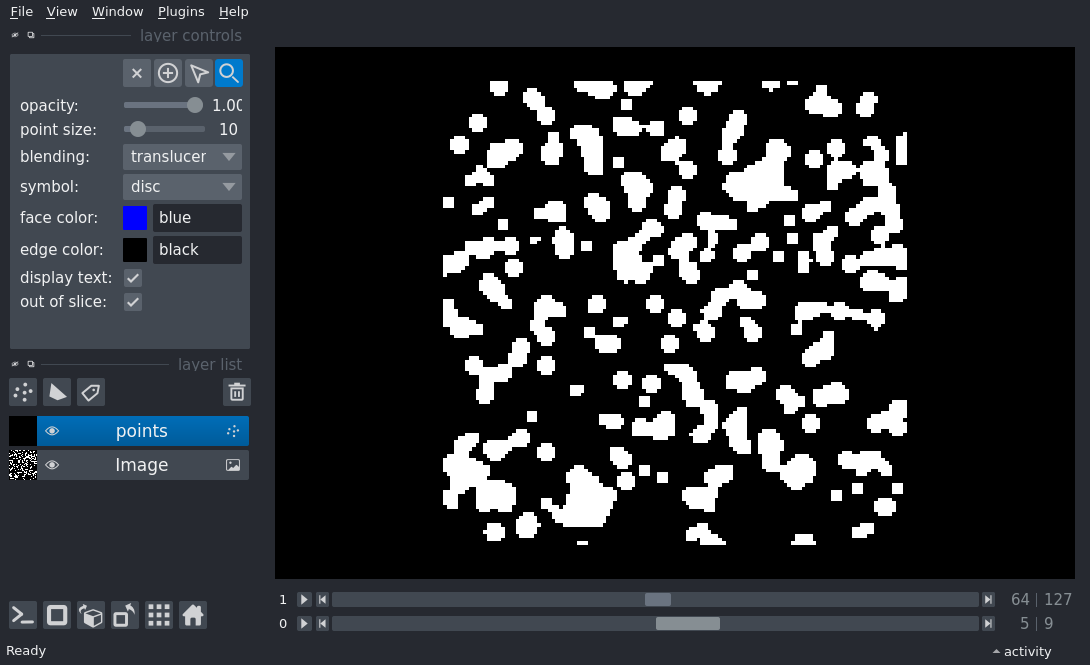 File View Window Plugins Help
layer controls
opacity: 1.00
point size: 10
blending: translucer
symbol: disc
face color: blue
edge color: black
display text:
out of slice:
layer list
points
Image
1 64 | 127
0 5 | 9
Ready activity